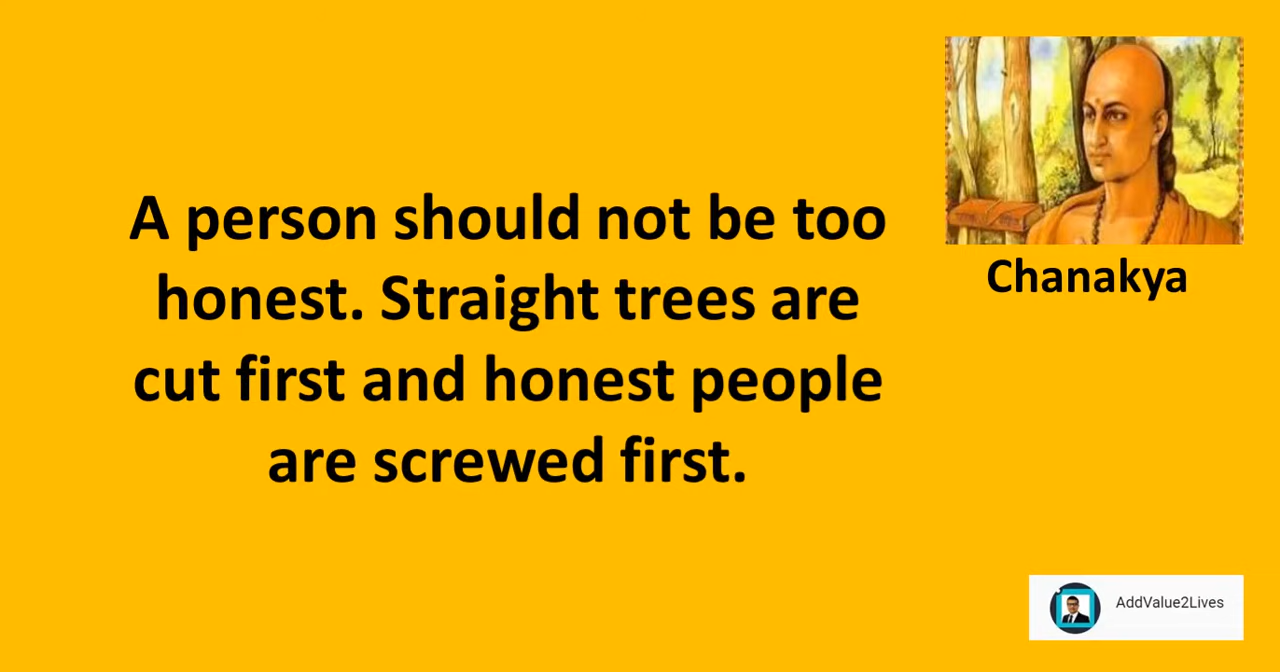 A person should not be too
honest. Straight trees are
cut first and honest people
are screwed first.
Chanakya
AddValue2Lives